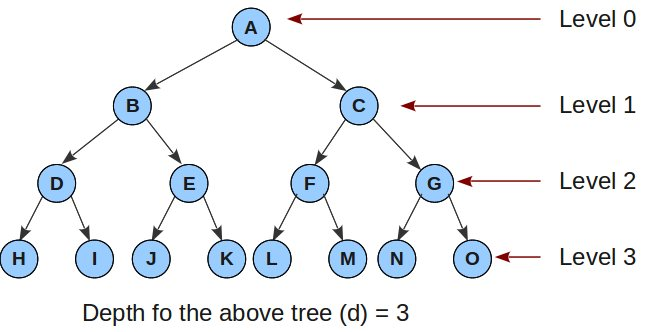 A Level 0
B C Level 1
D E F G Level 2
H I J K L M N O Level 3
Depth fo the above tree (d) = 3